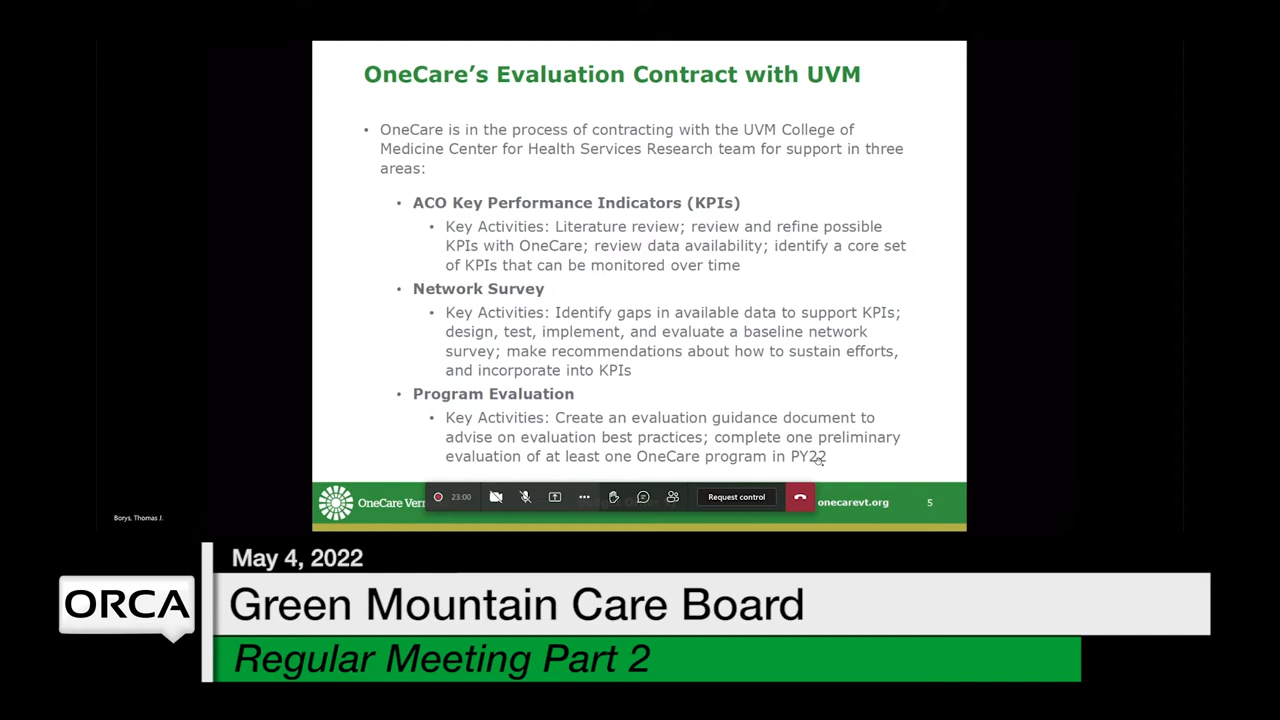 OneCare's Evaluation Contract with UVM
• OneCare is in the process of contracting with the UVM College of
Medicine Center for Health Services Research team for support in three
areas:
• ACO Key Performance Indicators (KPIs)
• Key Activities: Literature review; review and refine possible
KPIs with OneCare; review data availability; identify a core set
of KPIs that can be monitored over time
• Network Survey
• Key Activities: Identify gaps in available data to support KPIs;
design, test, implement, and evaluate a baseline network
survey; make recommendations about how to sustain efforts,
and incorporate into KPIs
• Program Evaluation
• Key Activities: Create an evaluation guidance document to
advise on evaluation best practices; complete one preliminary
evaluation of at least one OneCare program in PY22
OneCare Ver
23:00
Request control
onecarevt.org
5
Borys, Thomas J.
May 4, 2022
ORCA
Green Mountain Care Board
Regular Meeting Part 2